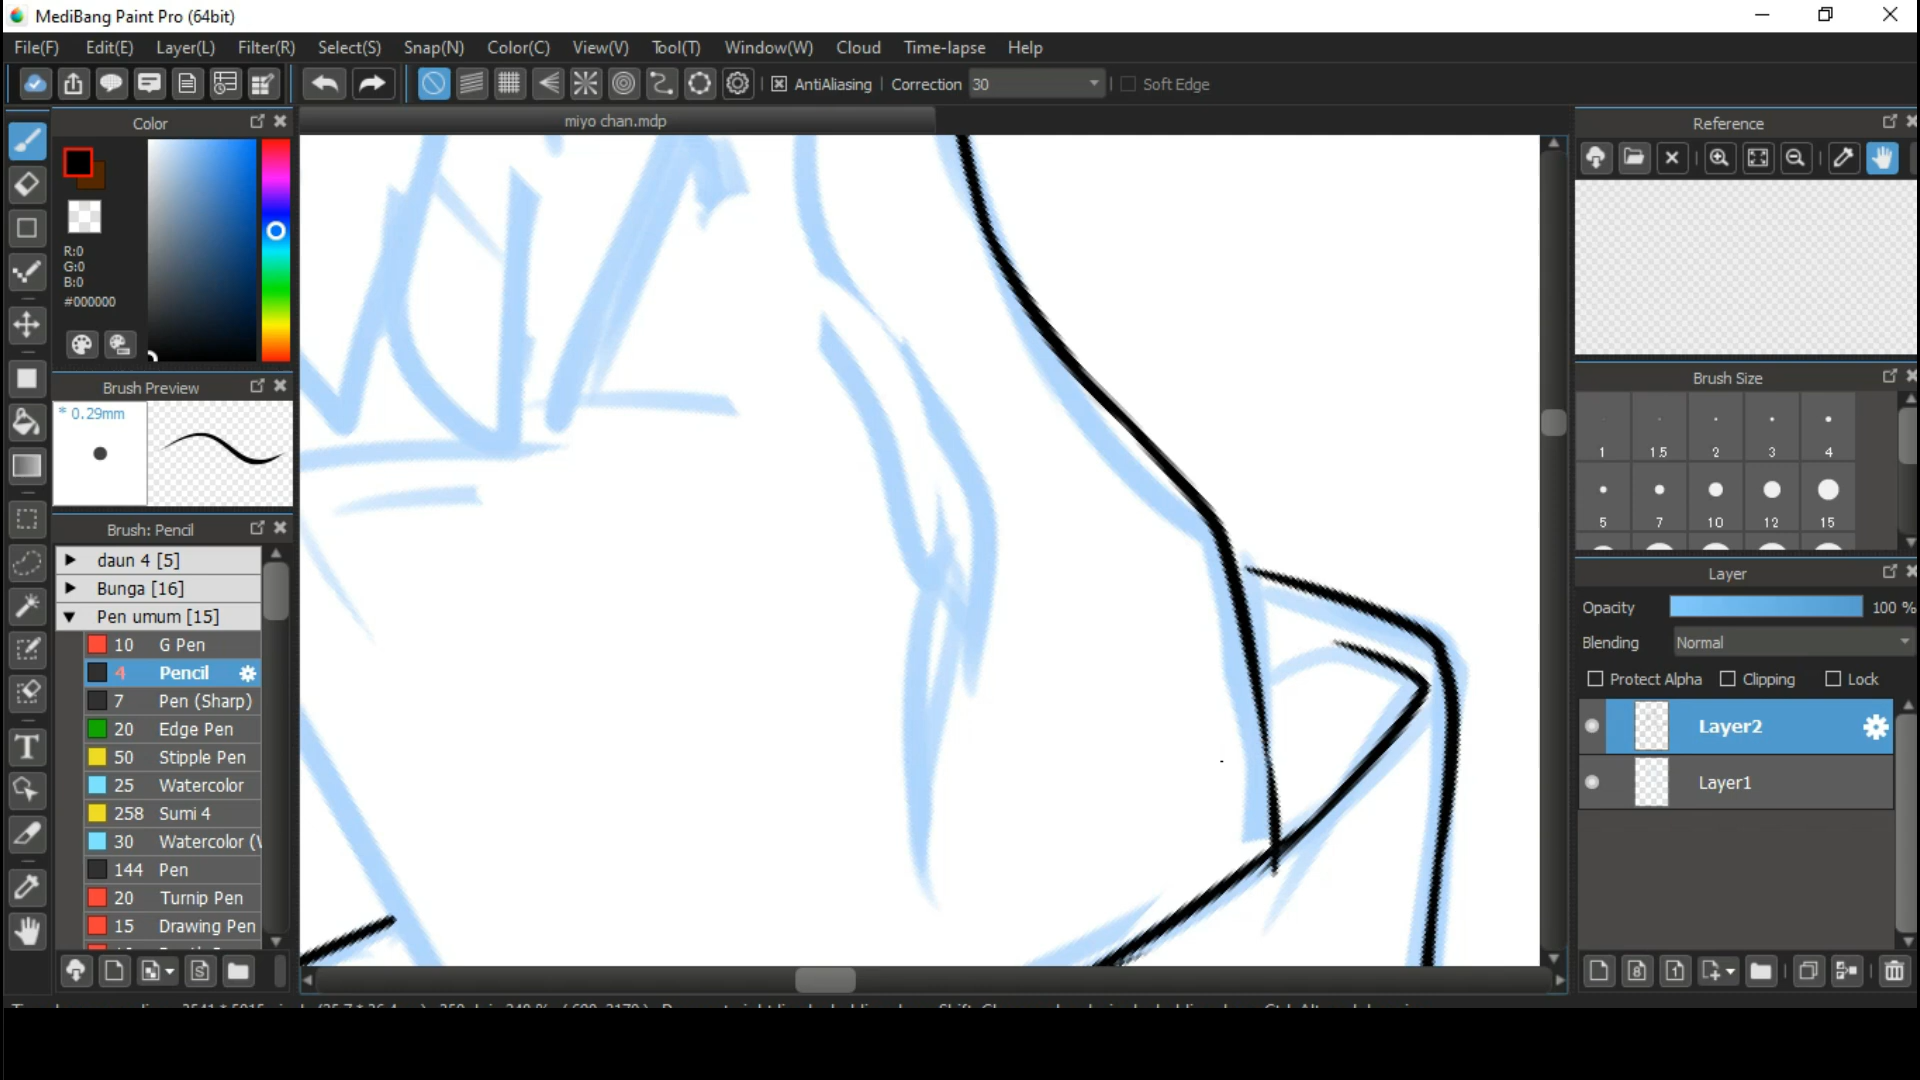 MediBang Paint Pro (64bit)
File(F) Edit(E) Layer(L) Filter(R) Select(S) Snap(N) Color(C) View(V) Tool(T) Window(W) Cloud Time-lapse Help
AntiAliasing Correction 30 Soft Edge
Color
miyo chan.mdp
Reference
R:0
G:0
B:0
#000000
Brush Preview
* 0.29mm
Brush Size
1 1.5 2 3 4
5 7 10 12 15
Brush: Pencil
daun 4 [5]
Bunga [16]
Pen umum [15]
10 G Pen
4 Pencil
7 Pen (Sharp)
20 Edge Pen
50 Stipple Pen
25 Watercolor
258 Sumi 4
30 Watercolor (
144 Pen
20 Turnip Pen
15 Drawing Pen
Layer
Opacity 100 %
Blending Normal
Protect Alpha Clipping Lock
Layer2
Layer1